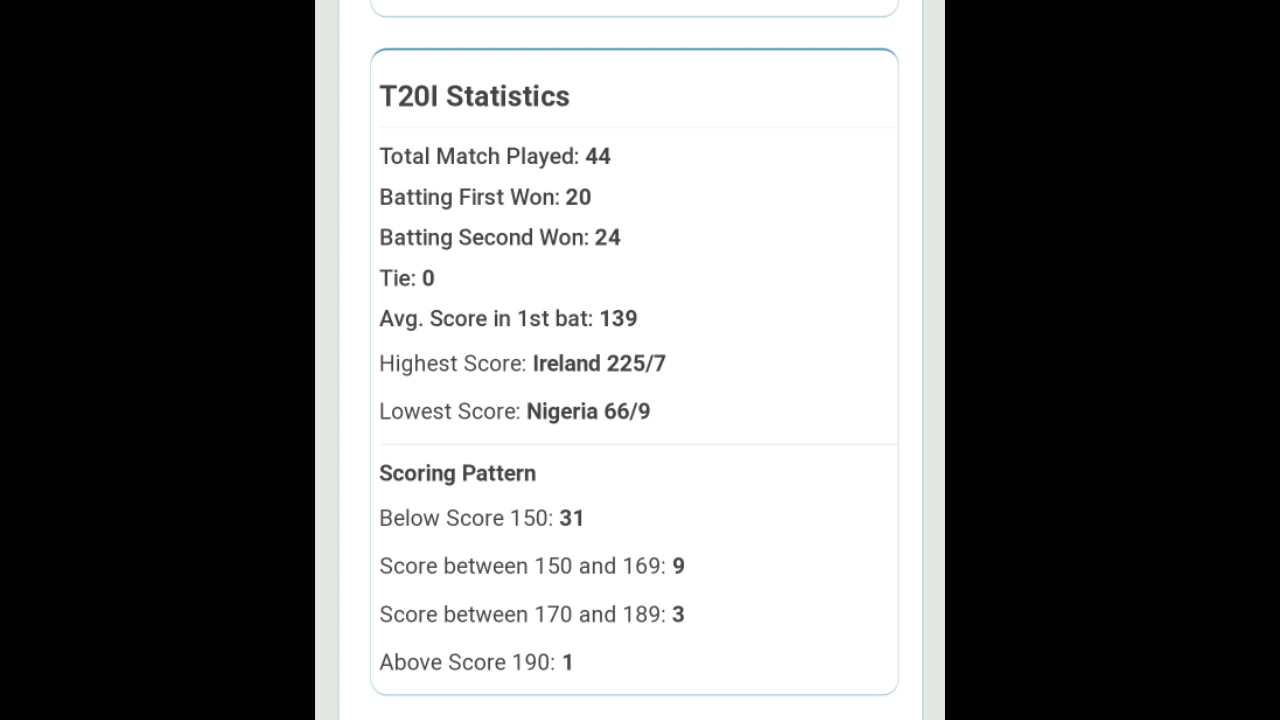 T20I Statistics
Total Match Played: 44
Batting First Won: 20
Batting Second Won: 24
Tie: 0
Avg. Score in 1st bat: 139
Highest Score: Ireland 225/7
Lowest Score: Nigeria 66/9
Scoring Pattern
Below Score 150: 31
Score between 150 and 169: 9
Score between 170 and 189: 3
Above Score 190: 1